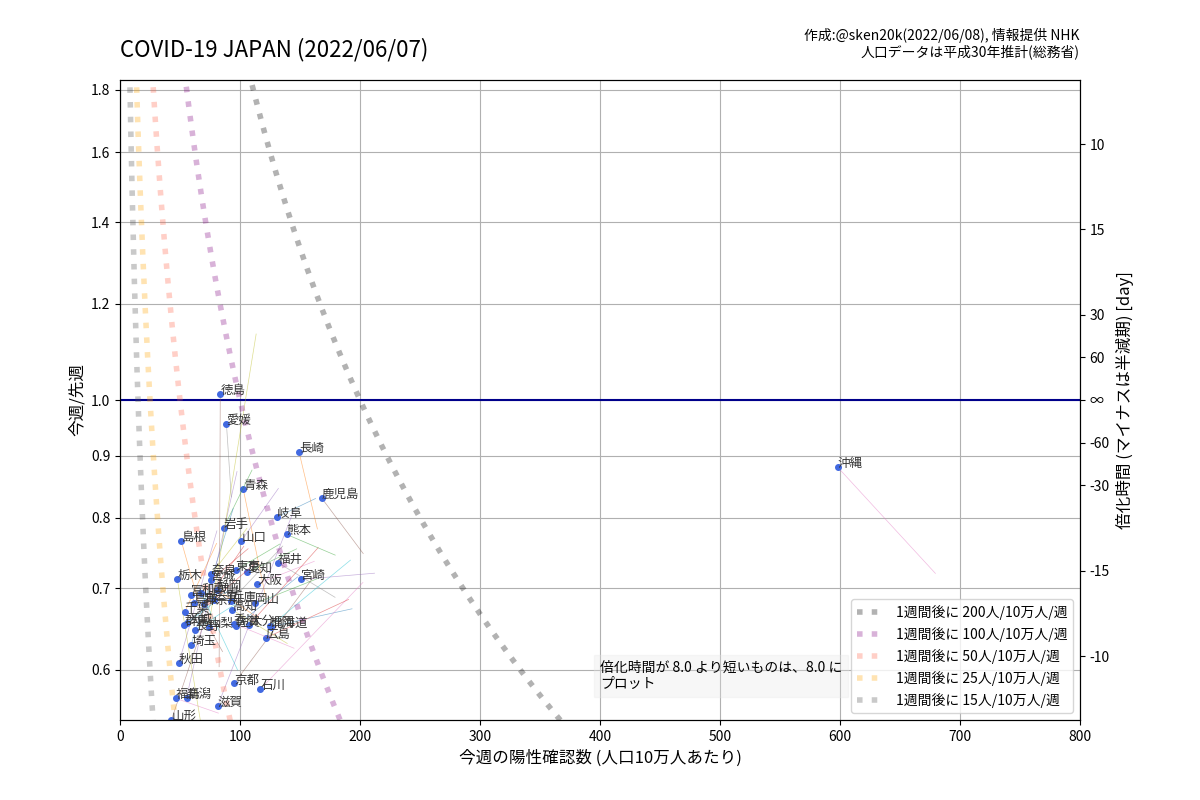 COVID-19 JAPAN (2022/06/07)
作成:@sken20k(2022/06/08), 情報提供 NHK
人口データは平成30年推計(総務省)
1.8
1.6
1.4
1.2
1.0
0.9
0.8
0.7
0.6
今週/先週
10
15
30
60
∞
-60
-30
-15
-10
倍化時間 (マイナスは半減期) [day]
徳島
愛媛
長崎
沖縄
青森
鹿児島
岐阜
岩手
熊本
島根
山口
福井
奈良
東京
愛知
栃木
宮城
大阪
宮崎
静岡
兵庫
岡山
高知
千葉
山梨
大分
北海道
広島
埼玉
秋田
京都
石川
新潟
滋賀
山形
倍化時間が 8.0 より短いものは、8.0 に
プロット
1週間後に 200人/10万人/週
1週間後に 100人/10万人/週
1週間後に 50人/10万人/週
1週間後に 25人/10万人/週
1週間後に 15人/10万人/週
0
100
200
300
400
500
600
700
800
今週の陽性確認数 (人口10万人あたり)